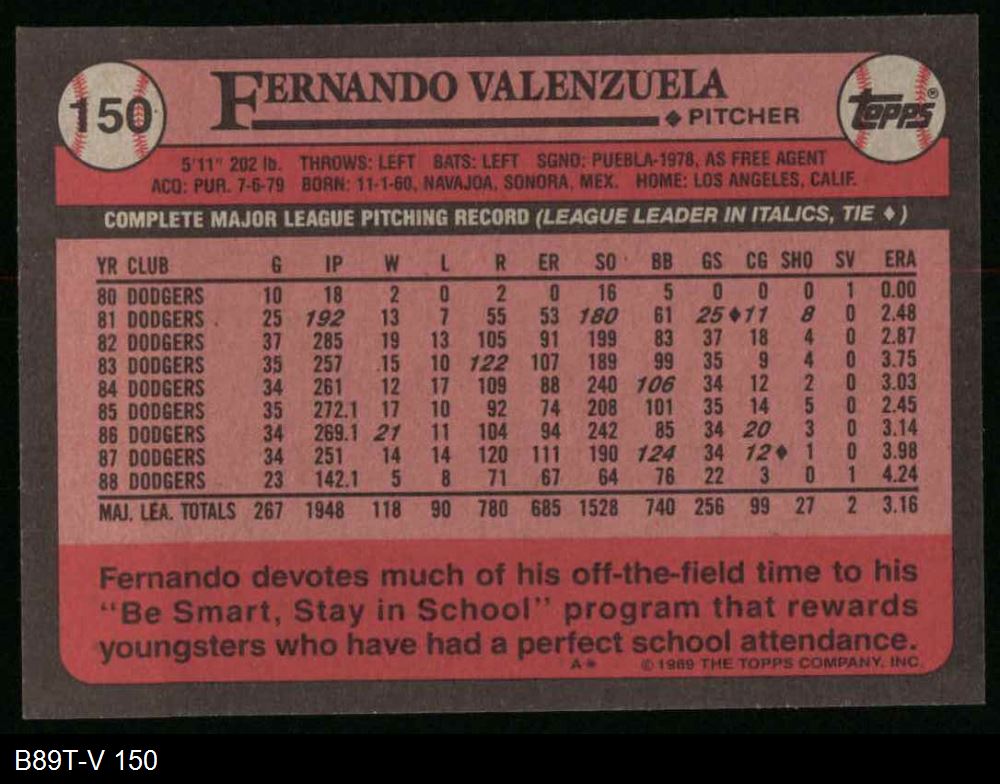 150
FERNANDO VALENZUELA
◆ PITCHER
topps®
5'11" 202 lb. THROWS: LEFT BATS: LEFT SGND: PUEBLA-1978, AS FREE AGENT
ACQ: PUR. 7-6-79 BORN: 11-1-60, NAVAJOA, SONORA, MEX. HOME: LOS ANGELES, CALIF.
COMPLETE MAJOR LEAGUE PITCHING RECORD (LEAGUE LEADER IN ITALICS, TIE ♦)
YR CLUB G IP W L R ER SO BB GS CG SHO SV ERA
80 DODGERS 10 18 2 0 2 0 16 5 0 0 0 1 0.00
81 DODGERS 25 192 13 7 55 53 180 61 25 ♦11 8 0 2.48
82 DODGERS 37 285 19 13 105 91 199 83 37 18 4 0 2.87
83 DODGERS 35 257 15 10 122 107 189 99 35 9 4 0 3.75
84 DODGERS 34 261 12 17 109 88 240 106 34 12 2 0 3.03
85 DODGERS 35 272.1 17 10 92 74 208 101 35 14 5 0 2.45
86 DODGERS 34 269.1 21 11 104 94 242 85 34 20 3 0 3.14
87 DODGERS 34 251 14 14 120 111 190 124 34 12♦ 1 0 3.98
88 DODGERS 23 142.1 5 8 71 67 64 76 22 3 0 1 4.24
MAJ. LEA. TOTALS 267 1948 118 90 780 685 1528 740 256 99 27 2 3.16
Fernando devotes much of his off-the-field time to his
"Be Smart, Stay in School" program that rewards
youngsters who have had a perfect school attendance.
A* © 1989 THE TOPPS COMPANY, INC.
B89T-V 150